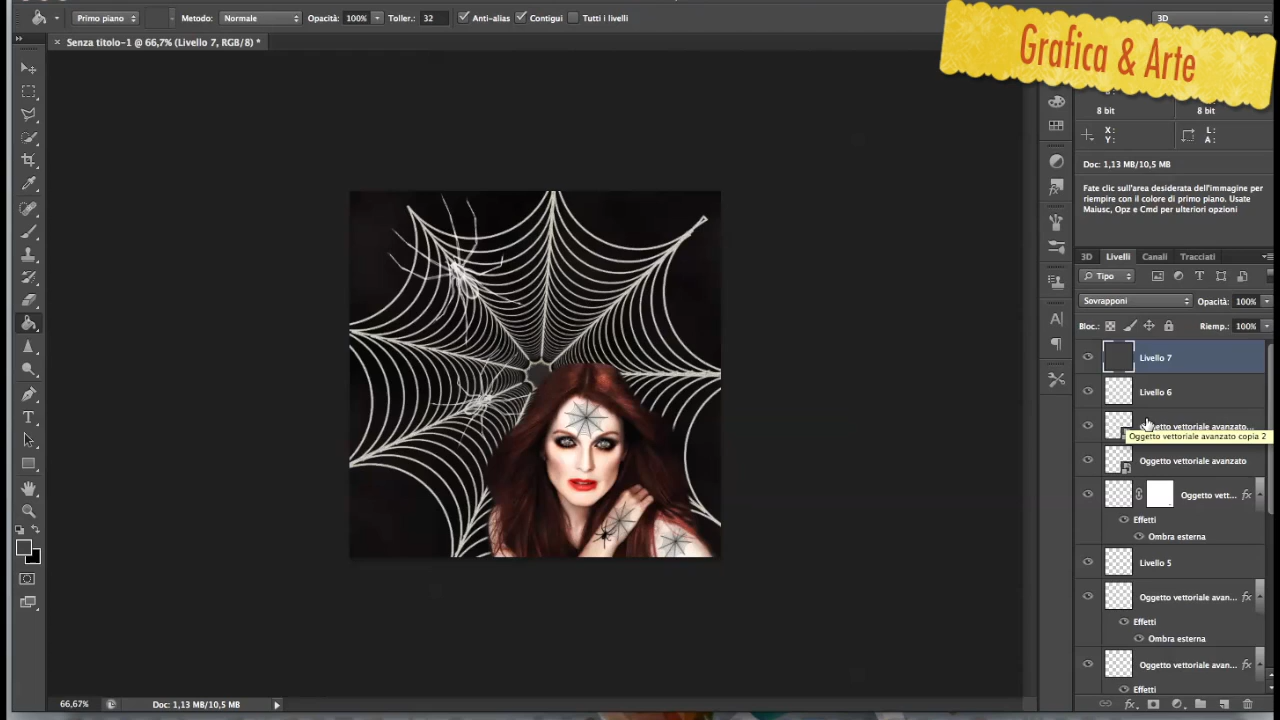 Primo piano
Metodo: Normale
Opacità: 100%
Toller.: 32
Anti-alias
Contigui
Tutti i livelli
3D
Grafica & Arte
× Senza titolo-1 @ 66,7% (Livello 7, RGB/8) *
8 bit
8 bit
X:
Y:
L:
A:
Doc: 1,13 MB/10,5 MB
Fate clic sull'area desiderata dell'immagine per
riempire con il colore di primo piano. Usate
Maiusc, Opz e Cmd per ulteriori opzioni
3D
Livelli
Canali
Tracciati
Tipo
Sovrapponi
Opacità: 100%
Bloc.:
Riemp.: 100%
Livello 7
Livello 6
Oggetto vettoriale avanzato...
Oggetto vettoriale avanzato copia 2
Oggetto vettoriale avanzato
Oggetto vett... fx
Effetti
Ombra esterna
Livello 5
Oggetto vettoriale avan... fx
Effetti
Ombra esterna
Oggetto vettoriale avan... fx
Effetti
66,67%
Doc: 1,13 MB/10,5 MB
fx